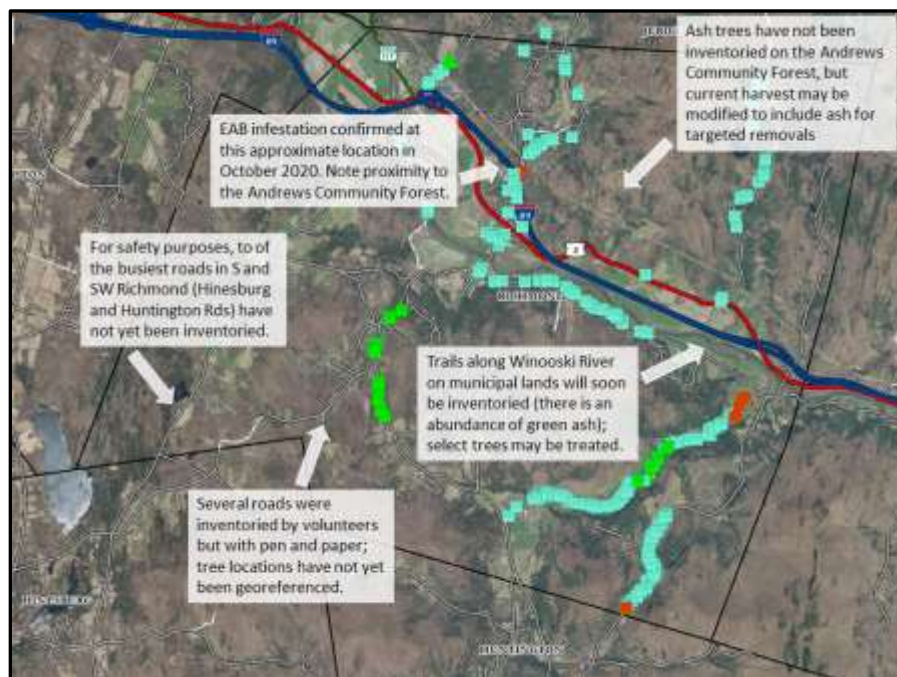 Ash trees have not been
inventoried on the Andrews
Community Forest, but
current harvest may be
modified to include ash for
targeted removals
89
117
EAB infestation confirmed at
this approximate location in
October 2020. Note proximity to
the Andrews Community Forest.
89
2
For safety purposes, to of
the busiest roads in S and
SW Richmond (Hinesburg
and Huntington Rds) have
not yet been inventoried.
RICHMOND
Trails along Winooski River
on municipal lands will soon
be inventoried (there is an
abundance of green ash);
select trees may be treated.
Several roads were
inventoried by volunteers
but with pen and paper;
tree locations have not yet
been georeferenced.
HINESBURG
HUNTINGTON